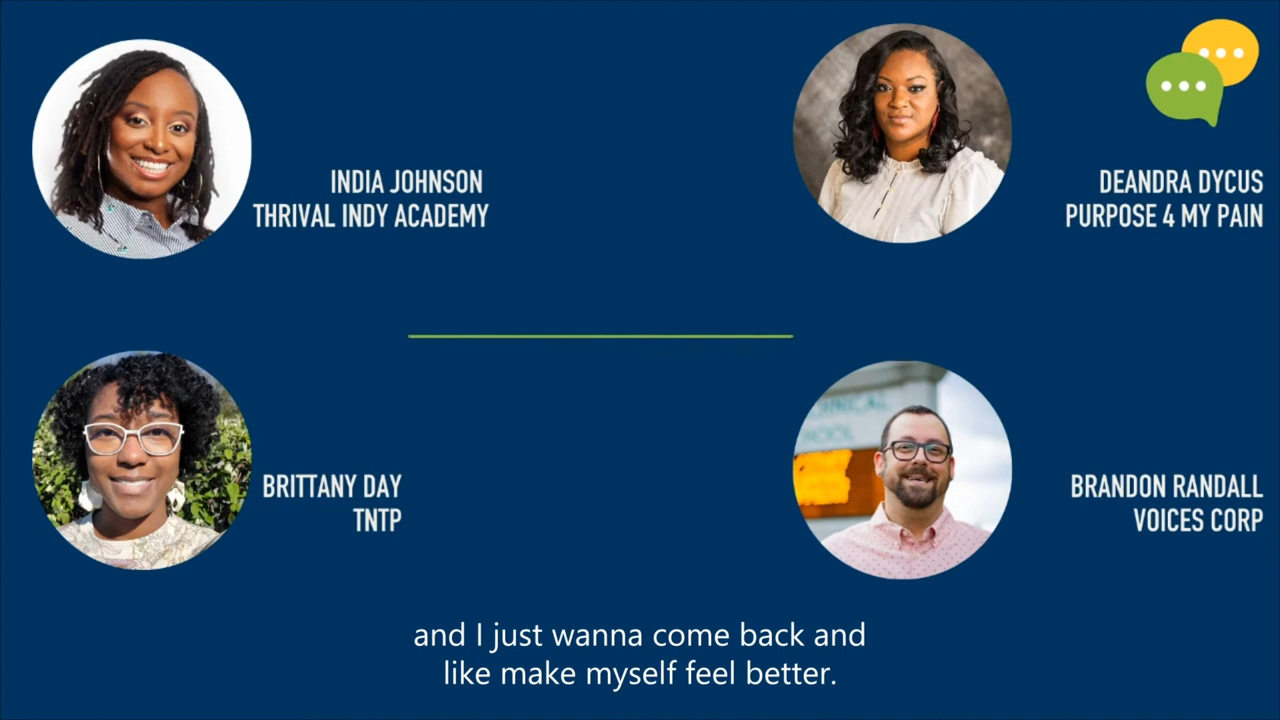 INDIA JOHNSON
THRIVAL INDY ACADEMY
DEANDRA DYCUS
PURPOSE 4 MY PAIN
BRITTANY DAY
TNTP
BRANDON RANDALL
VOICES CORP
and I just wanna come back and
like make myself feel better.